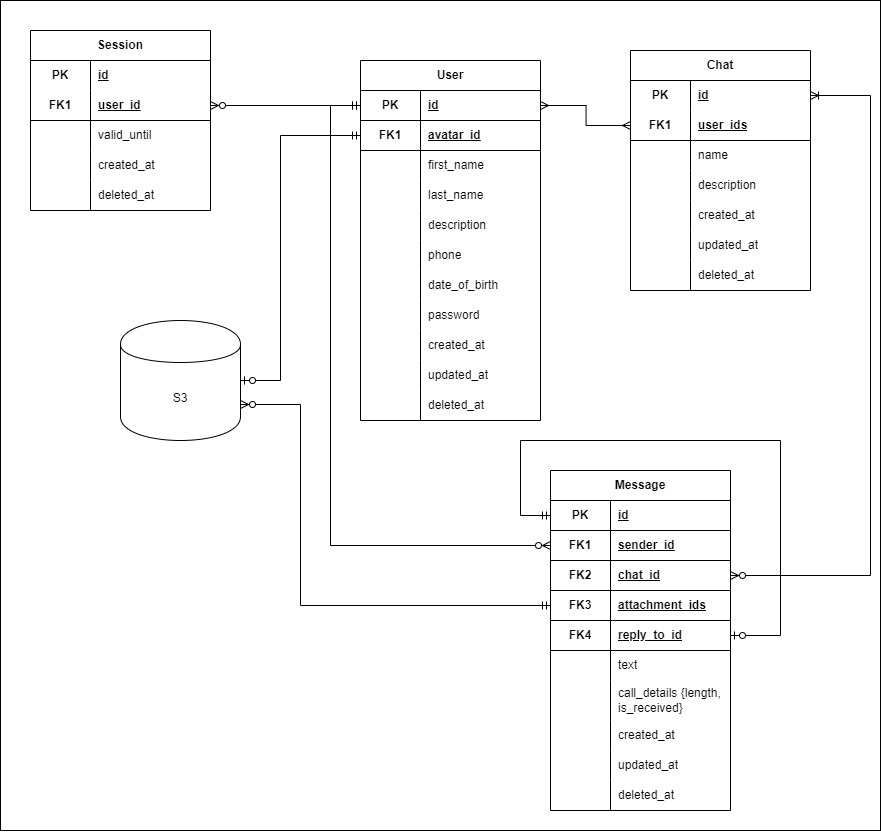 Session
PK id
FK1 user_id
valid_until
created_at
deleted_at
User
PK id
FK1 avatar_id
first_name
last_name
description
phone
date_of_birth
password
created_at
updated_at
deleted_at
Chat
PK id
FK1 user_ids
name
description
created_at
updated_at
deleted_at
S3
Message
PK id
FK1 sender_id
FK2 chat_id
FK3 attachment_ids
FK4 reply_to_id
text
call_details {length,
is_received}
created_at
updated_at
deleted_at